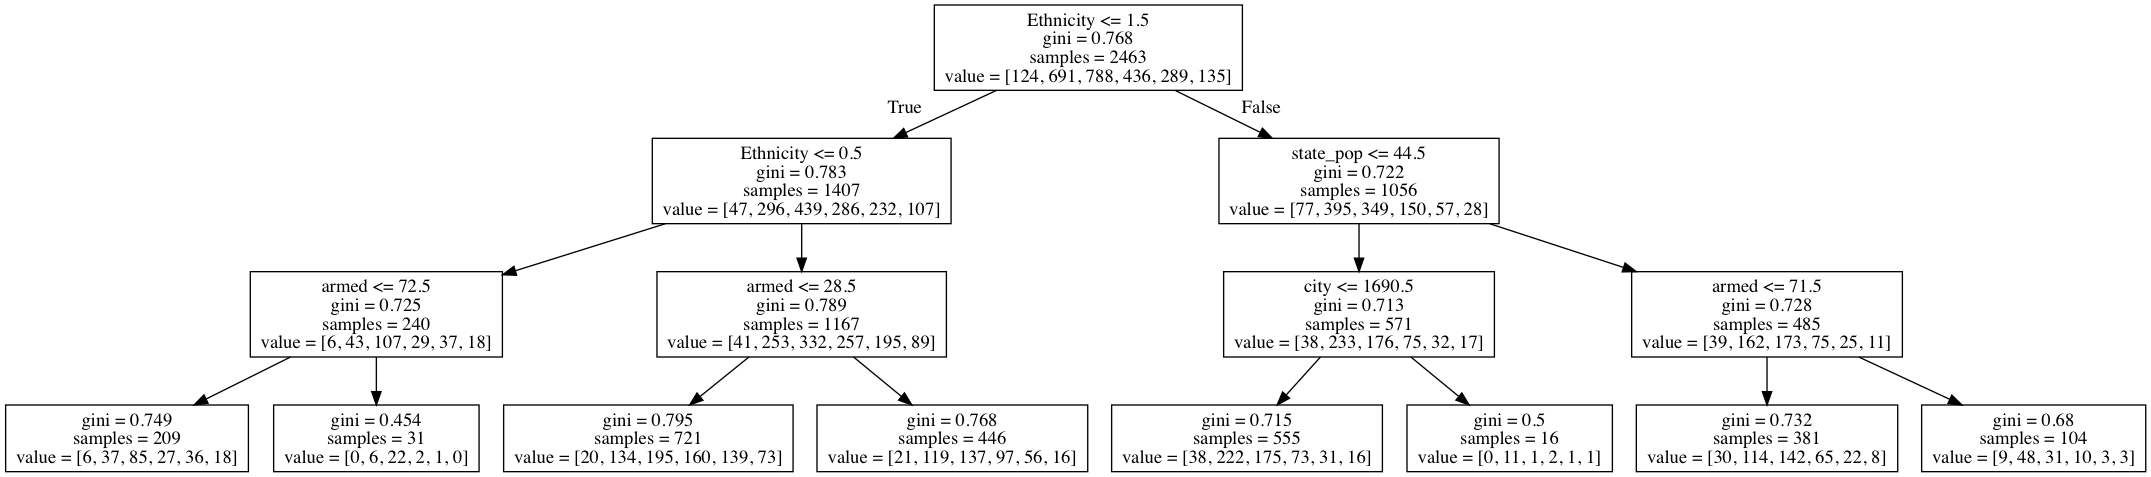 Ethnicity <= 1.5
gini = 0.768
samples = 2463
value = [124, 691, 788, 436, 289, 135]
True
False
Ethnicity <= 0.5
gini = 0.783
samples = 1407
value = [47, 296, 439, 286, 232, 107]
state_pop <= 44.5
gini = 0.722
samples = 1056
value = [77, 395, 349, 150, 57, 28]
armed <= 72.5
gini = 0.725
samples = 240
value = [6, 43, 107, 29, 37, 18]
armed <= 28.5
gini = 0.789
samples = 1167
value = [41, 253, 332, 257, 195, 89]
city <= 1690.5
gini = 0.713
samples = 571
value = [38, 233, 176, 75, 32, 17]
armed <= 71.5
gini = 0.728
samples = 485
value = [39, 162, 173, 75, 25, 11]
gini = 0.749
samples = 209
value = [6, 37, 85, 27, 36, 18]
gini = 0.454
samples = 31
value = [0, 6, 22, 2, 1, 0]
gini = 0.795
samples = 721
value = [20, 134, 195, 160, 139, 73]
gini = 0.768
samples = 446
value = [21, 119, 137, 97, 56, 16]
gini = 0.715
samples = 555
value = [38, 222, 175, 73, 31, 16]
gini = 0.5
samples = 16
value = [0, 11, 1, 2, 1, 1]
gini = 0.732
samples = 381
value = [30, 114, 142, 65, 22, 8]
gini = 0.68
samples = 104
value = [9, 48, 31, 10, 3, 3]